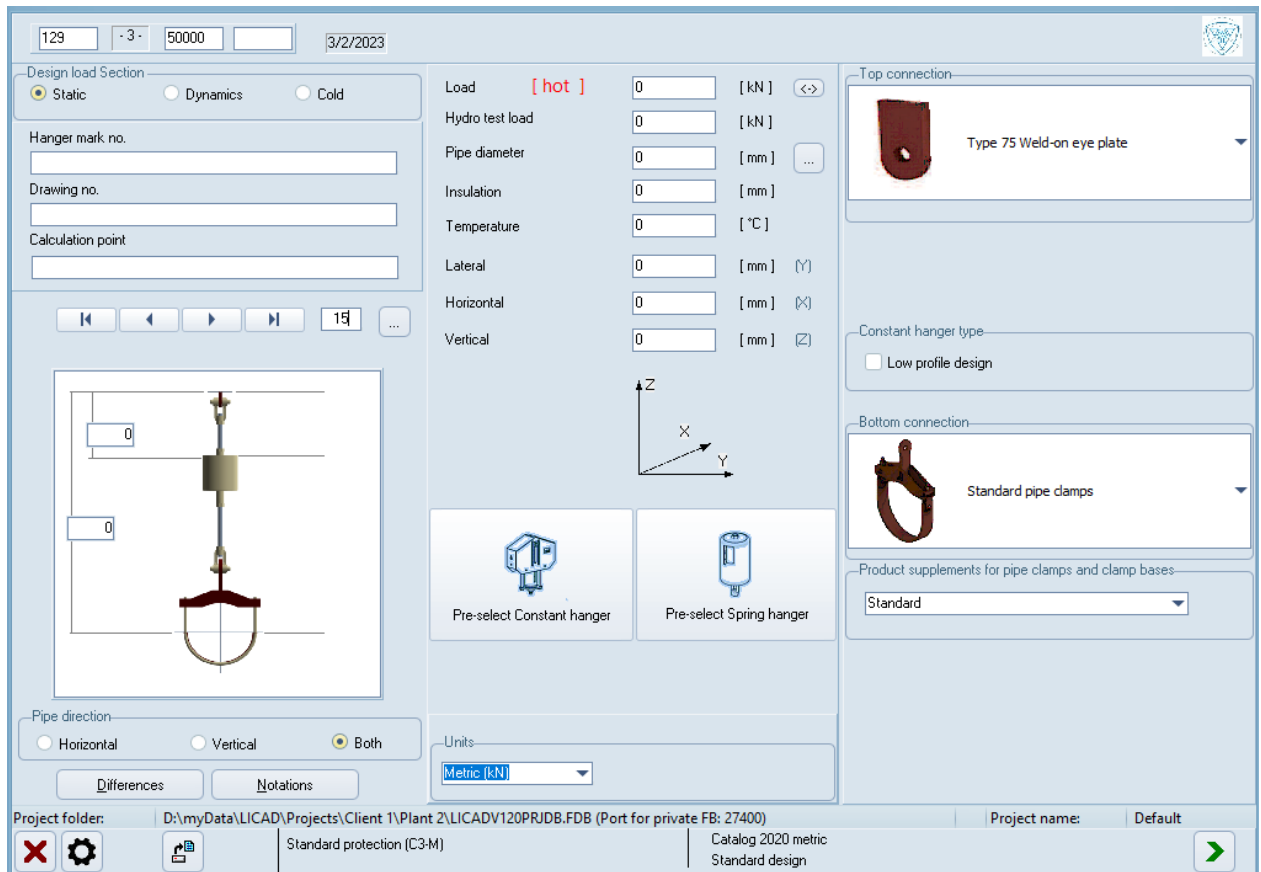 129 - 3 - 50000 3/2/2023
Design load Section
Static Dynamics Cold
Hanger mark no.
Drawing no.
Calculation point
15 ...
0
0
Pipe direction
Horizontal Vertical Both
Differences Notations
Load [ hot ] 0 [ kN ] <->
Hydro test load 0 [ kN ]
Pipe diameter 0 [ mm ] ...
Insulation 0 [ mm ]
Temperature 0 [ °C ]
Lateral 0 [ mm ] (Y)
Horizontal 0 [ mm ] (X)
Vertical 0 [ mm ] (Z)
Z
X
Y
Pre-select Constant hanger Pre-select Spring hanger
Units
Metric (kN)
Top connection
Type 75 Weld-on eye plate
Constant hanger type
Low profile design
Bottom connection
Standard pipe clamps
Product supplements for pipe clamps and clamp bases
Standard
Project folder: D:\myData\LICAD\Projects\Client 1\Plant 2\LICADV120PRJDB.FDB (Port for private FB: 27400) Project name: Default
Standard protection (C3-M) Catalog 2020 metric
Standard design